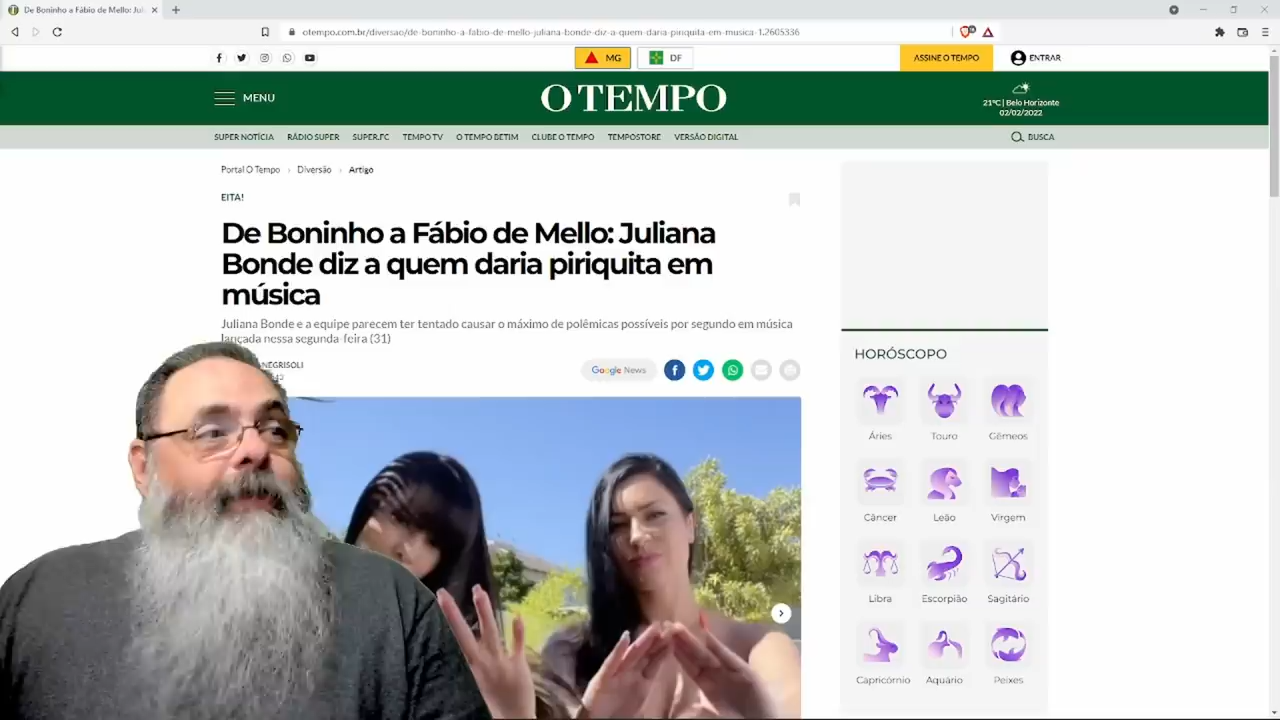 De Boninho a Fábio de Mello: Jul
otempo.com.br/diversao/de-boninho-a-fabio-de-mello-juliana-bonde-diz-a-quem-daria-piriquita-em-musica-1.2605336
MG
DF
ASSINE O TEMPO
ENTRAR
MENU
O TEMPO
21°C | Belo Horizonte
02/02/2022
SUPER NOTÍCIA RÁDIO SUPER SUPER.FC TEMPO TV O TEMPO BETIM CLUBE O TEMPO TEMPOSTORE VERSÃO DIGITAL
BUSCA
Portal O Tempo › Diversão › Artigo
EITA!
De Boninho a Fábio de Mello: Juliana
Bonde diz a quem daria piriquita em
música
Juliana Bonde e a equipe parecem ter tentado causar o máximo de polêmicas possíveis por segundo em música
lançada nessa segunda-feira (31)
NEGRISOLI
Google News
HORÓSCOPO
Áries
Touro
Gêmeos
Câncer
Leão
Virgem
Libra
Escorpião
Sagitário
Capricórnio
Aquário
Peixes